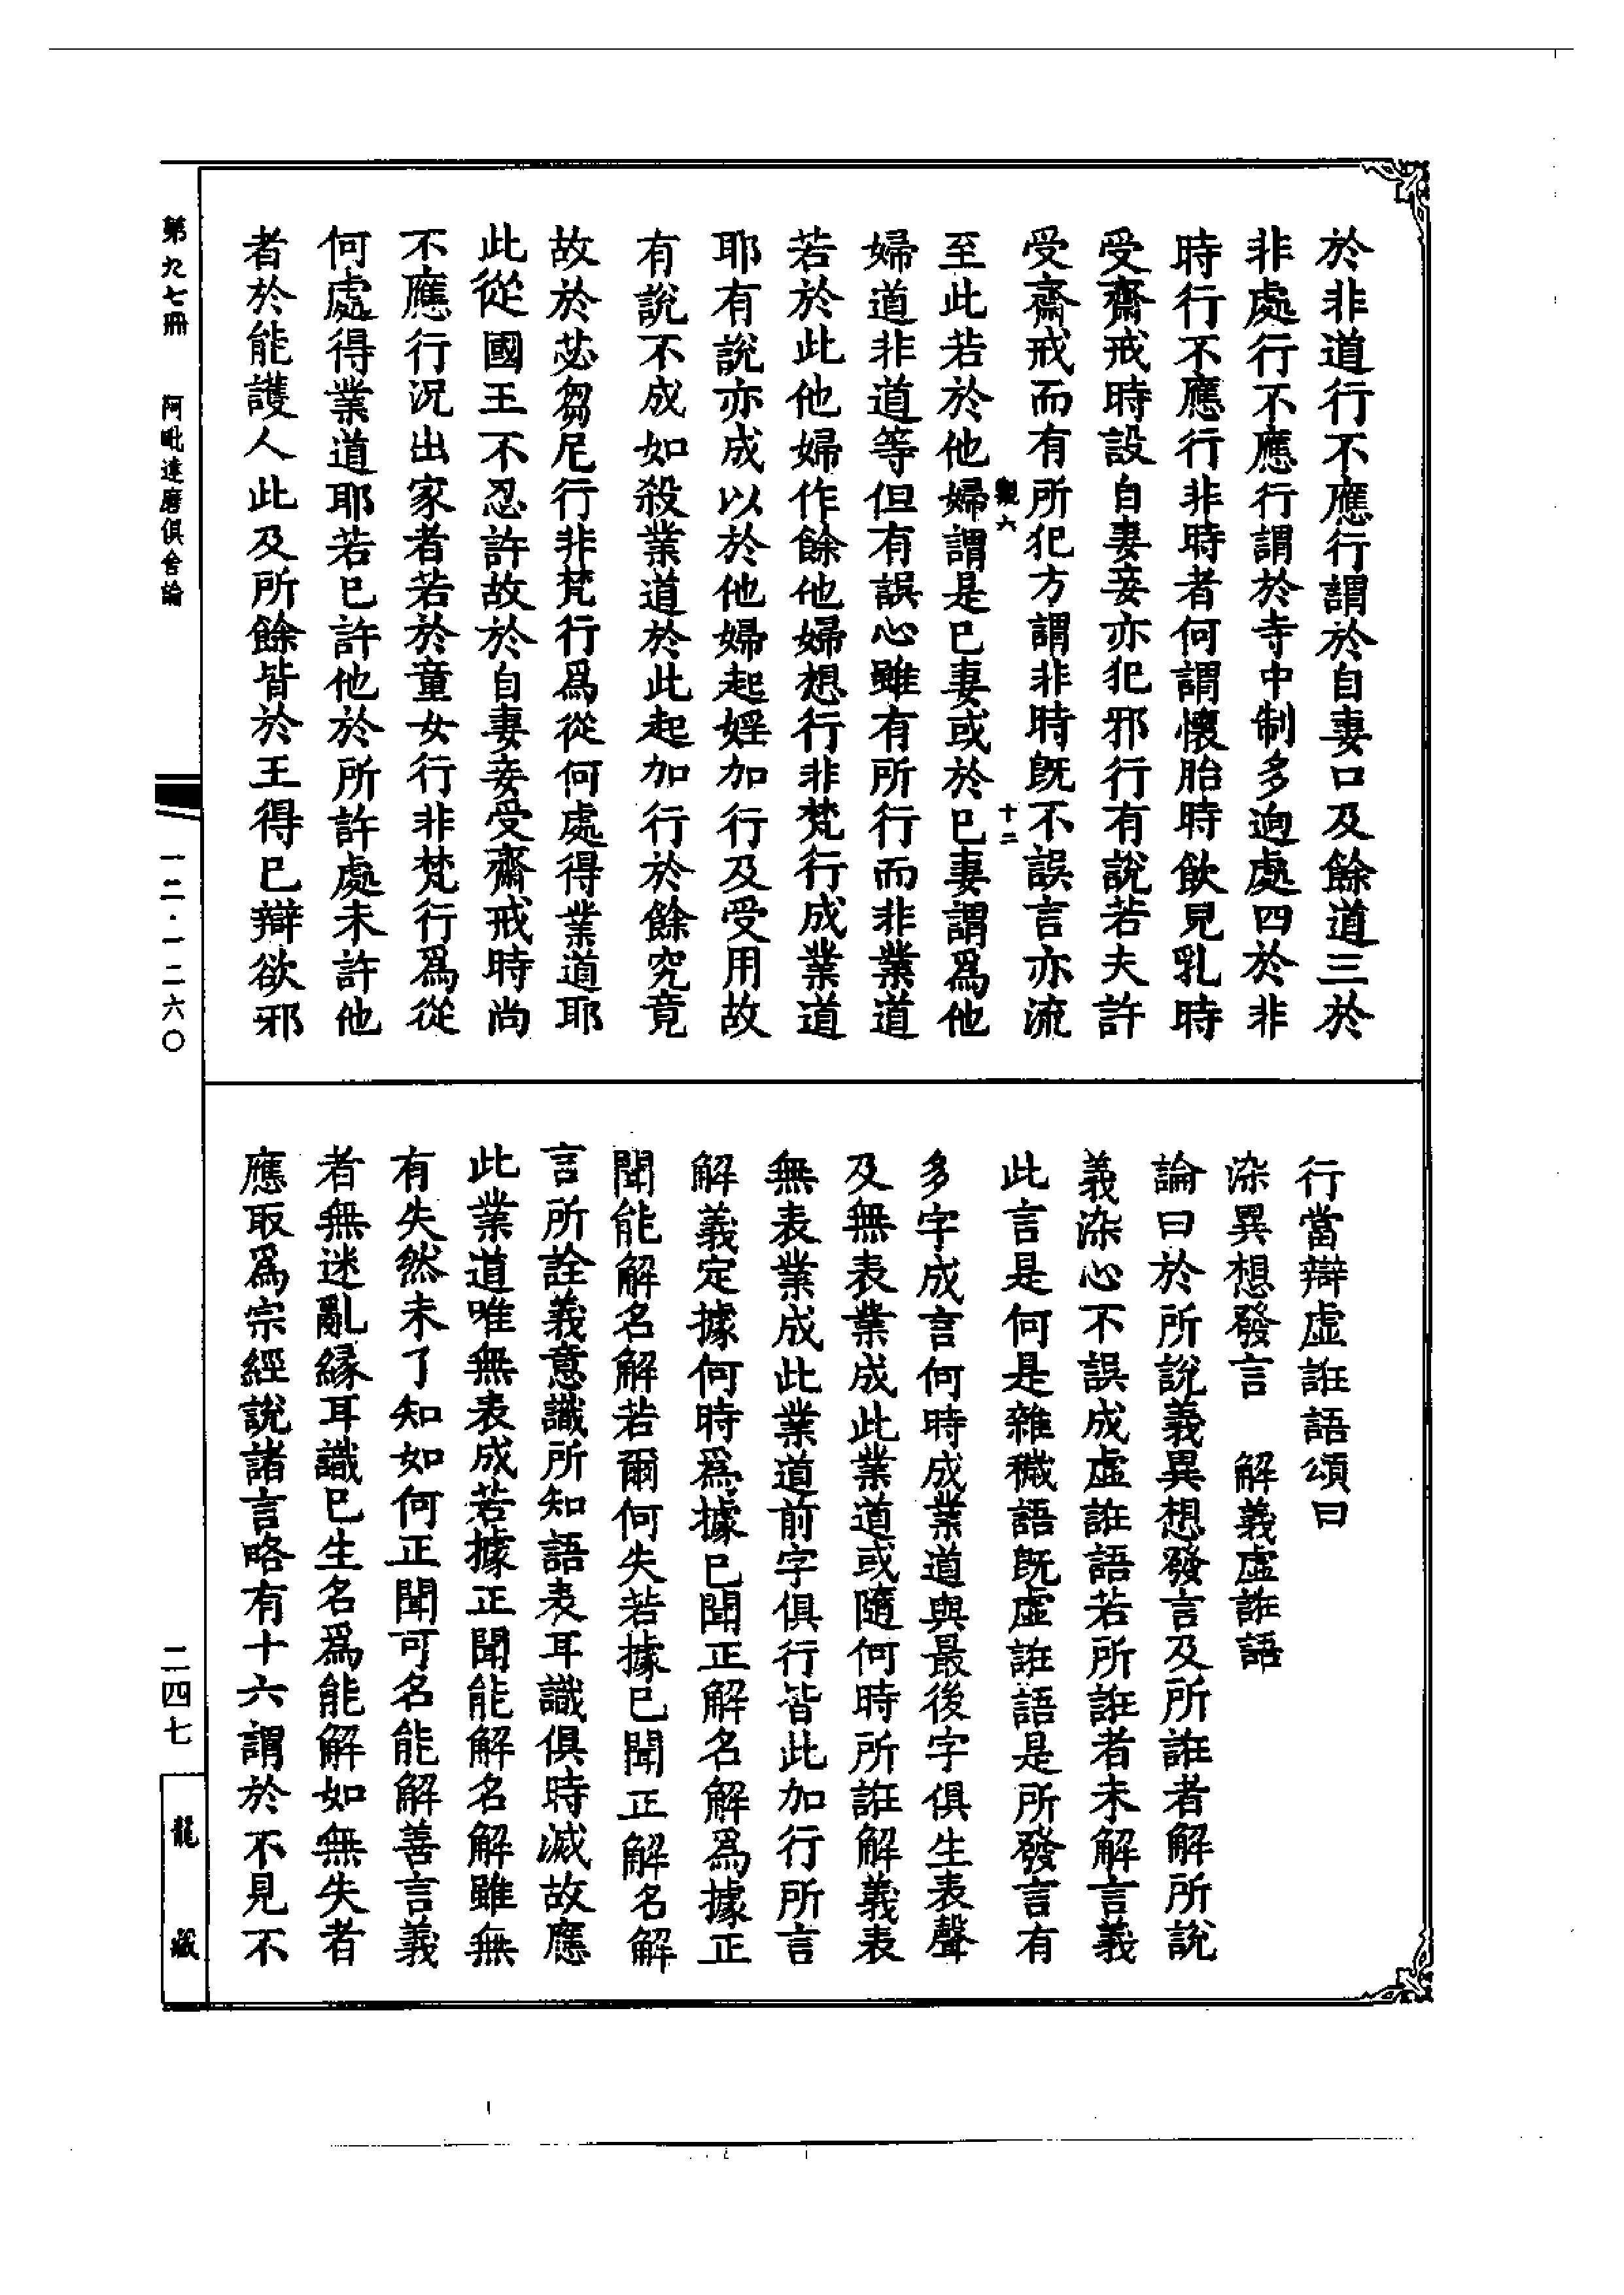 於非道行不應行謂於自妻口及餘道三於
非處行不應行謂於寺中制多逈處四於非
時行不應行非時者何謂懷胎時飲兒乳時
受齋戒時設自妻妾亦犯邪行有說若夫許
受齋戒而有所犯方謂非時旣不誤言亦流
觀六 十二
至此若於他婦謂是已妻或於已妻謂爲他
婦道非道等但有誤心雖有所行而非業道
若於此他婦作餘他婦想行非梵行成業道
耶有說亦成以於他婦起婬加行及受用故
有說不成如殺業道於此起加行於餘究竟
故於苾芻尼行非梵行爲從何處得業道耶
此從國王不忍許故於自妻妾受齋戒時尚
不應行況出家者若於童女行非梵行爲從
何處得業道耶若已許他於所許處未許他
者於能護人此及所餘皆於王得已辯欲邪
行當辯虛誑語頌曰
染異想發言 解義虛誑語
論曰於所說義異想發言及所誑者解所說
義染心不誤成虛誑語若所誑者未解言義
此言是何是雜穢語旣虛誑語是所發言有
多字成言何時成業道與最後字俱生表聲
及無表業成此業道或隨何時所誑解義表
無表業成此業道前字俱行皆此加行所言
解義定據何時爲據已聞正解名解爲據正
聞能解名解若爾何失若據已聞正解名解
言所詮義意識所知語表耳識俱時滅故應
此業道唯無表成若據正聞能解名解雖無
有失然未了知如何正聞可名能解善言義
者無迷亂緣耳識已生名爲能解如無失者
應取爲宗經說諸言略有十六謂於不見不
第九七冊 阿毗達磨俱舍論
一二·一二六〇
二四七
龍藏